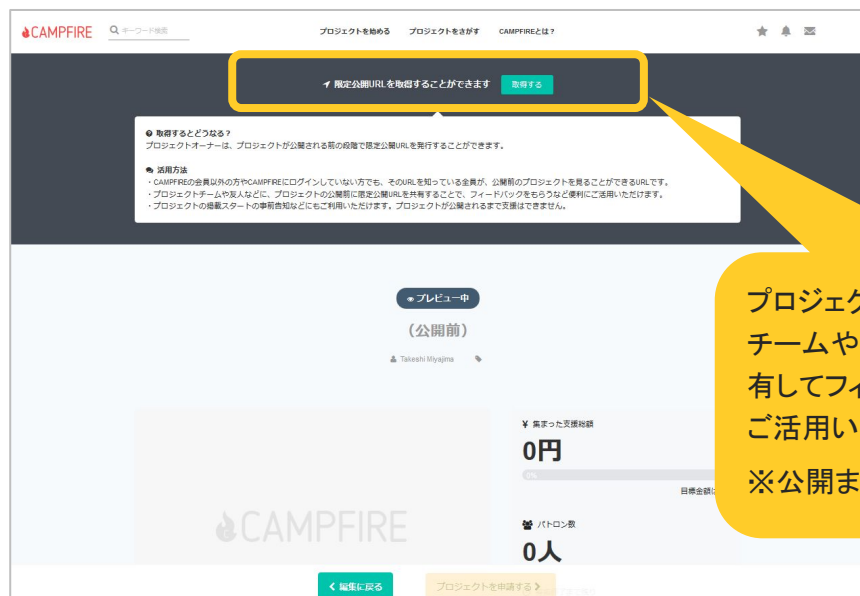 CAMPFIRE
キーワード検索
プロジェクトを始める プロジェクトをさがす CAMPFIREとは？
限定公開URLを取得することができます 取得する
取得するとどうなる？
プロジェクトオーナーは、プロジェクトが公開される前の段階で限定公開URLを発行することができます。
活用方法
・CAMPFIREの会員以外の方やCAMPFIREにログインしていない方でも、そのURLを知っている全員が、公開前のプロジェクトを見ることができるURLです。
・プロジェクトチームや友人などに、プロジェクトの公開前に限定公開URLを共有することで、フィードバックをもらうなど便利にご活用いただけます。
・プロジェクトの掲載スタートの事前告知などにもご利用いただけます。プロジェクトが公開されるまで支援はできません。
プレビュー中
（公開前）
Takeshi Miyajima
プロジェク
チームや
有してフィ
ご活用い
※公開ま
¥ 集まった支援総額
0円
0%
目標金額は
CAMPFIRE
パトロン数
0人
く 編集に戻る
プロジェクトを申請する >